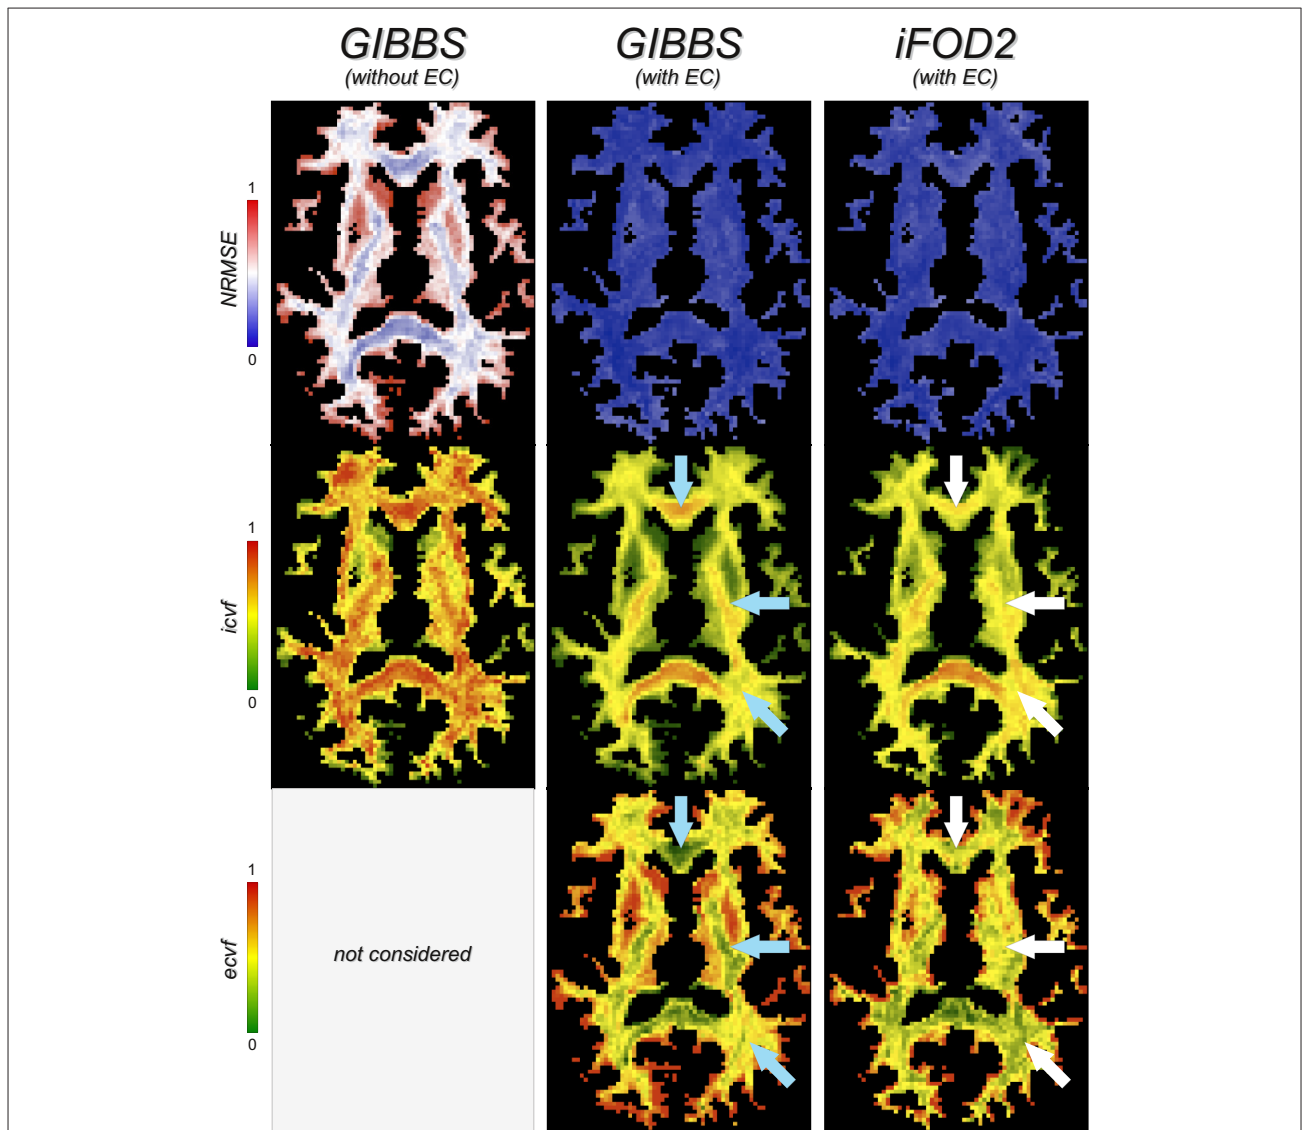 GIBBS
(without EC)
GIBBS
(with EC)
iFOD2
(with EC)
1
NRMSE
0
1
icvf
0
1
ecvf
0
not considered